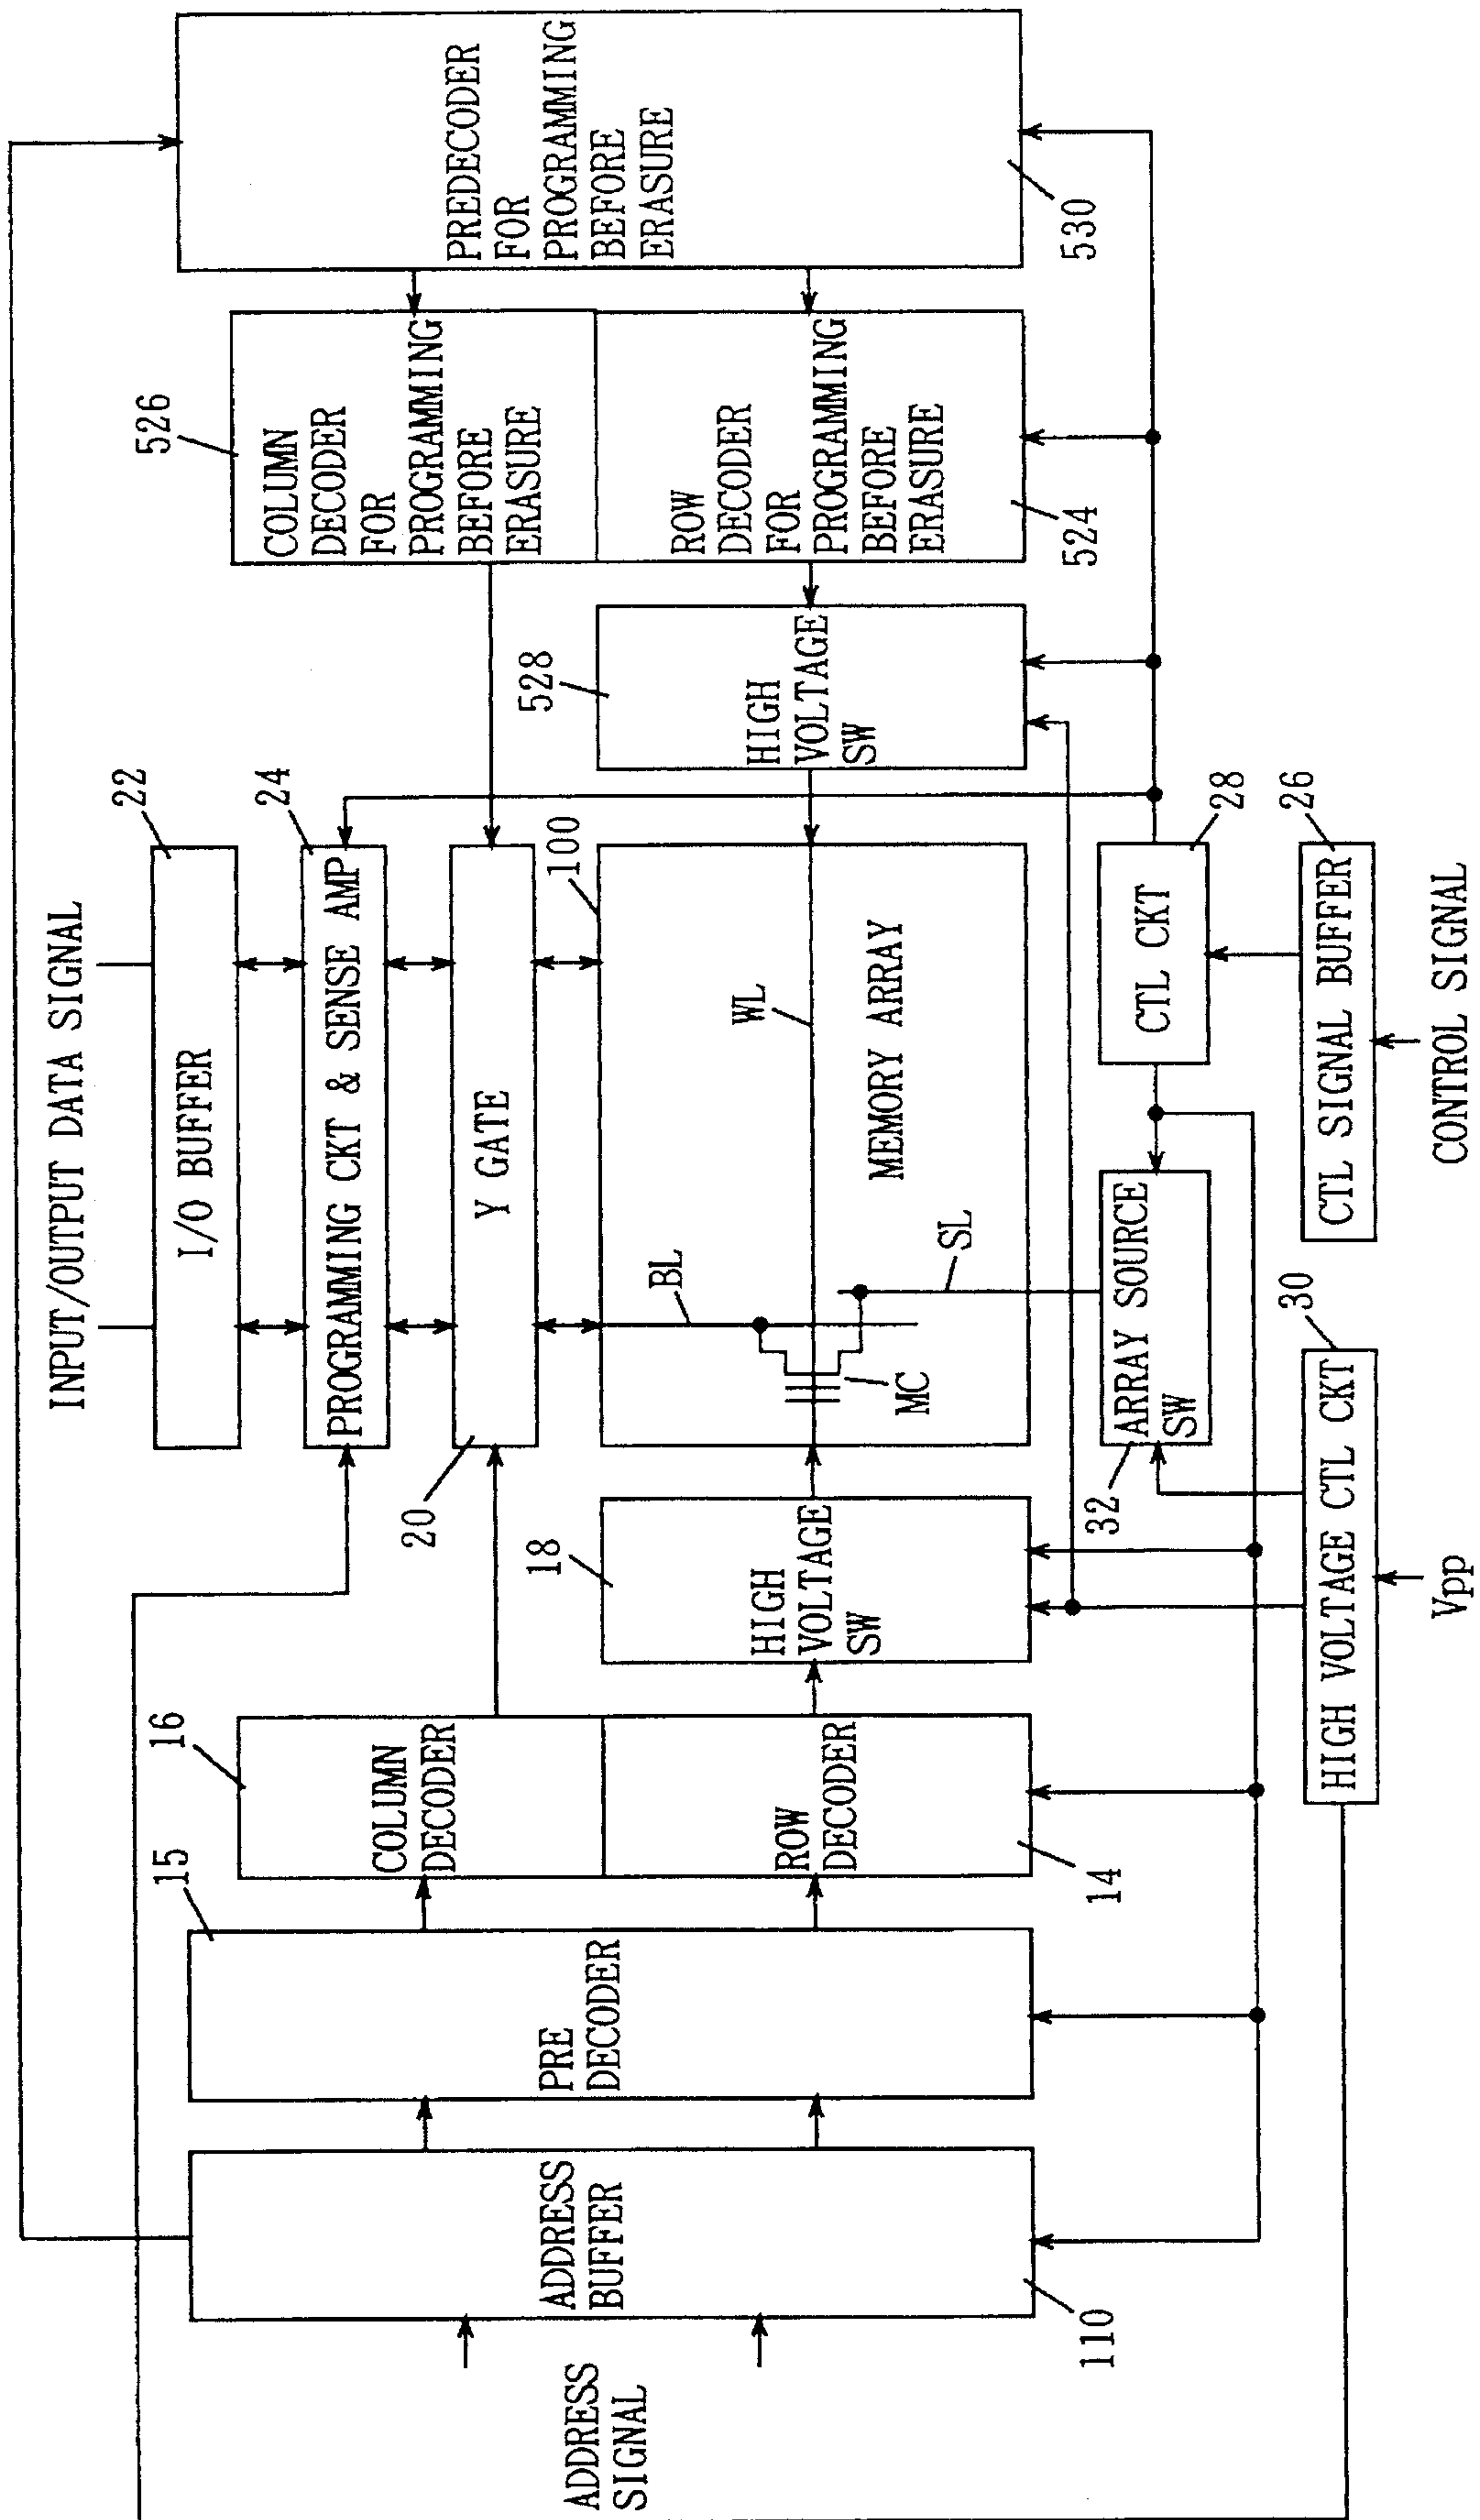 INPUT/OUTPUT DATA SIGNAL
22
I/O BUFFER
24
PROGRAMMING CKT & SENSE AMP
20
Y GATE
100
WL
BL
MC
SL
MEMORY ARRAY
ADDRESS
SIGNAL
110
ADDRESS
BUFFER
15
PRE
DECODER
16
COLUMN
DECODER
14
ROW
DECODER
18
HIGH
VOLTAGE
SW
528
HIGH
VOLTAGE
SW
526
COLUMN
DECODER
FOR
PROGRAMMING
BEFORE
ERASURE
524
ROW
DECODER
FOR
PROGRAMMING
BEFORE
ERASURE
530
PREDECODER
FOR
PROGRAMMING
BEFORE
ERASURE
32
ARRAY SOURCE
SW
28
CTL CKT
30
HIGH VOLTAGE CTL CKT
Vpp
26
CTL SIGNAL BUFFER
CONTROL SIGNAL